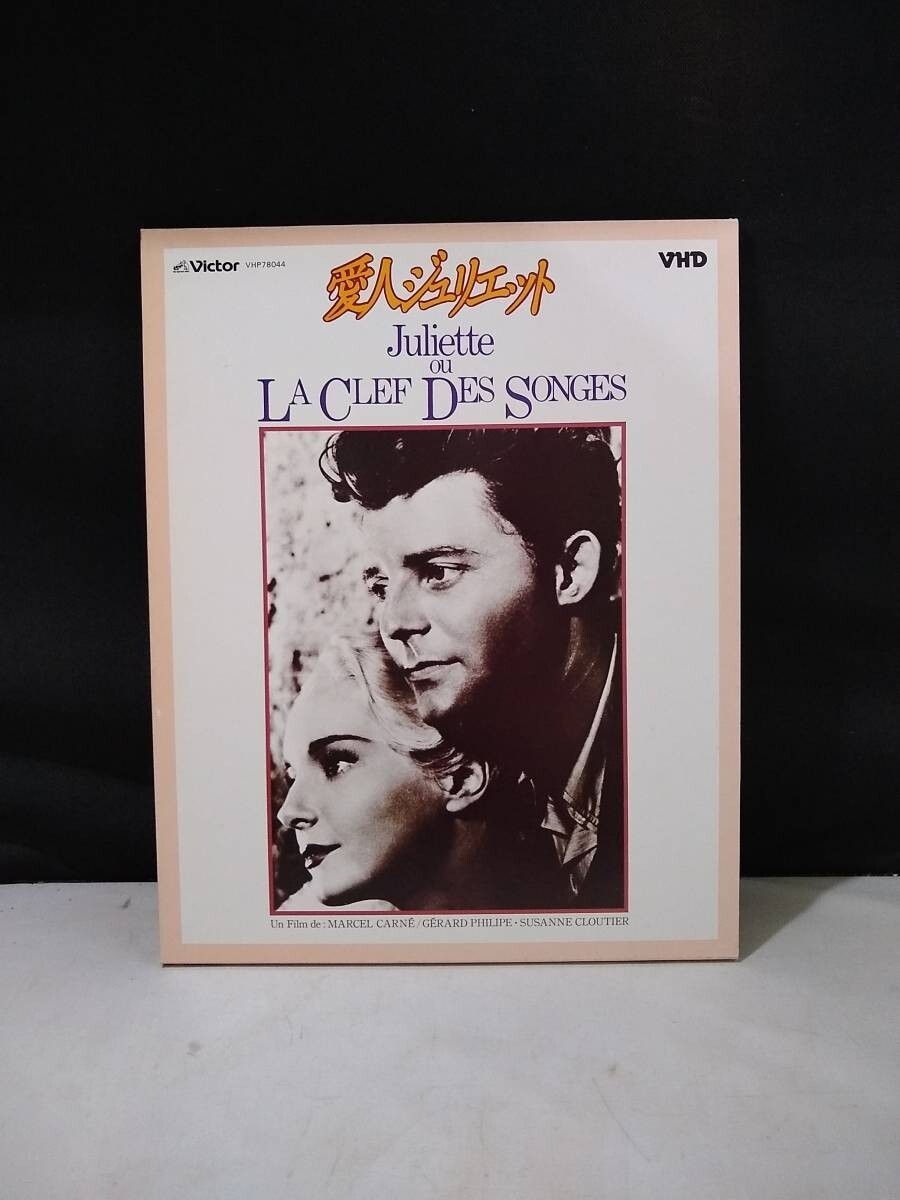 Victor VHP78044
VHD
愛人ジュリエット
Juliette
ou
LA CLEF DES SONGES
Un Film de : MARCEL CARNÉ / GÉRARD PHILIPE・SUSANNE CLOUTIER